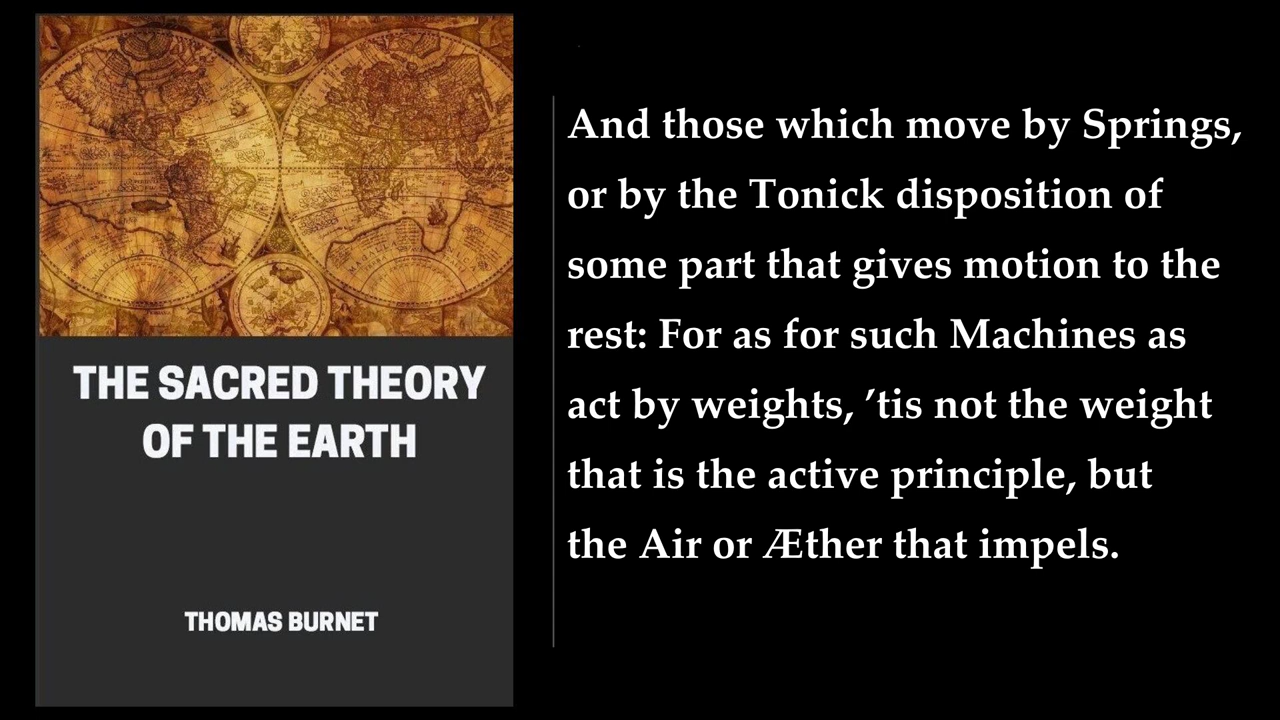 THE SACRED THEORY
OF THE EARTH
THOMAS BURNET
And those which move by Springs,
or by the Tonick disposition of
some part that gives motion to the
rest: For as for such Machines as
act by weights, ’tis not the weight
that is the active principle, but
the Air or Æther that impels.